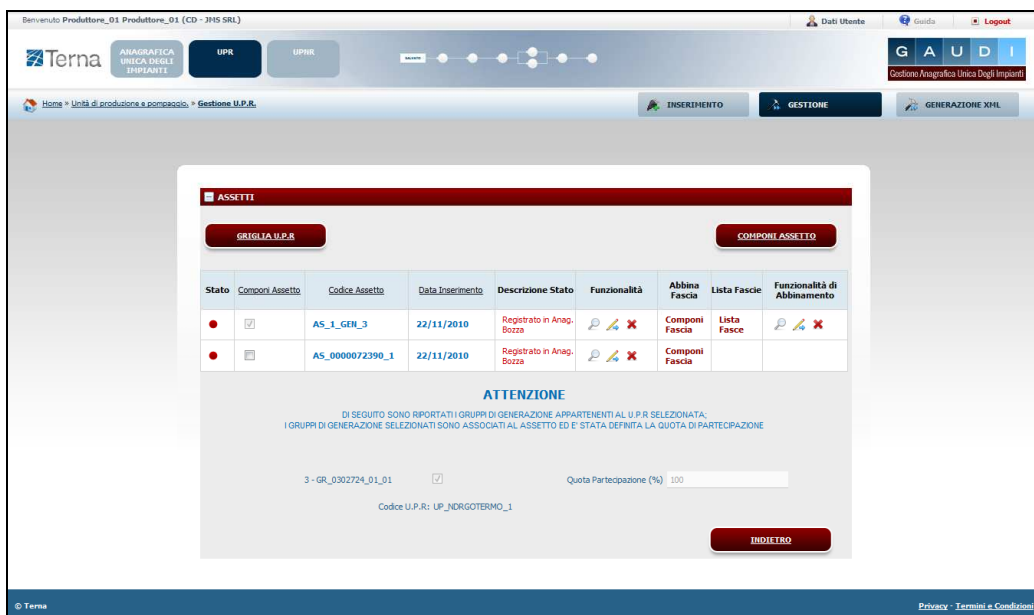 Benvenuto Produttore_01 Produttore_01 (CD - JMS SRL)
Dati Utente
Guida
Logout
Terna
ANAGRAFICA
UNICA DEGLI
IMPIANTI
UPR
UPNR
G A U D I
Gestione Anagrafica Unica Degli Impianti
Home » Unità di produzione e pompaggio. » Gestione U.P.R.
INSERIMENTO
GESTIONE
GENERAZIONE XML
ASSETTI
GRIGLIA U.P.R
COMPONI ASSETTO
Stato Componi Assetto Codice Assetto Data Inserimento Descrizione Stato Funzionalità Abbina Fascia Lista Fascie Funzionalità di Abbinamento
AS_1_GEN_3 22/11/2010 Registrato in Anag. Bozza Componi Fascia Lista Fasce
AS_0000072390_1 22/11/2010 Registrato in Anag. Bozza Componi Fascia
ATTENZIONE
DI SEGUITO SONO RIPORTATI I GRUPPI DI GENERAZIONE APPARTENENTI AL U.P.R SELEZIONATA;
I GRUPPI DI GENERAZIONE SELEZIONATI SONO ASSOCIATI AL ASSETTO ED E' STATA DEFINITA LA QUOTA DI PARTECIPAZIONE
3 - GR_0302724_01_01 Quota Partecipazione (%) 100
Codice U.P.R: UP_NDRGOTERMO_1
INDIETRO
© Terna
Privacy - Termini e Condizioni